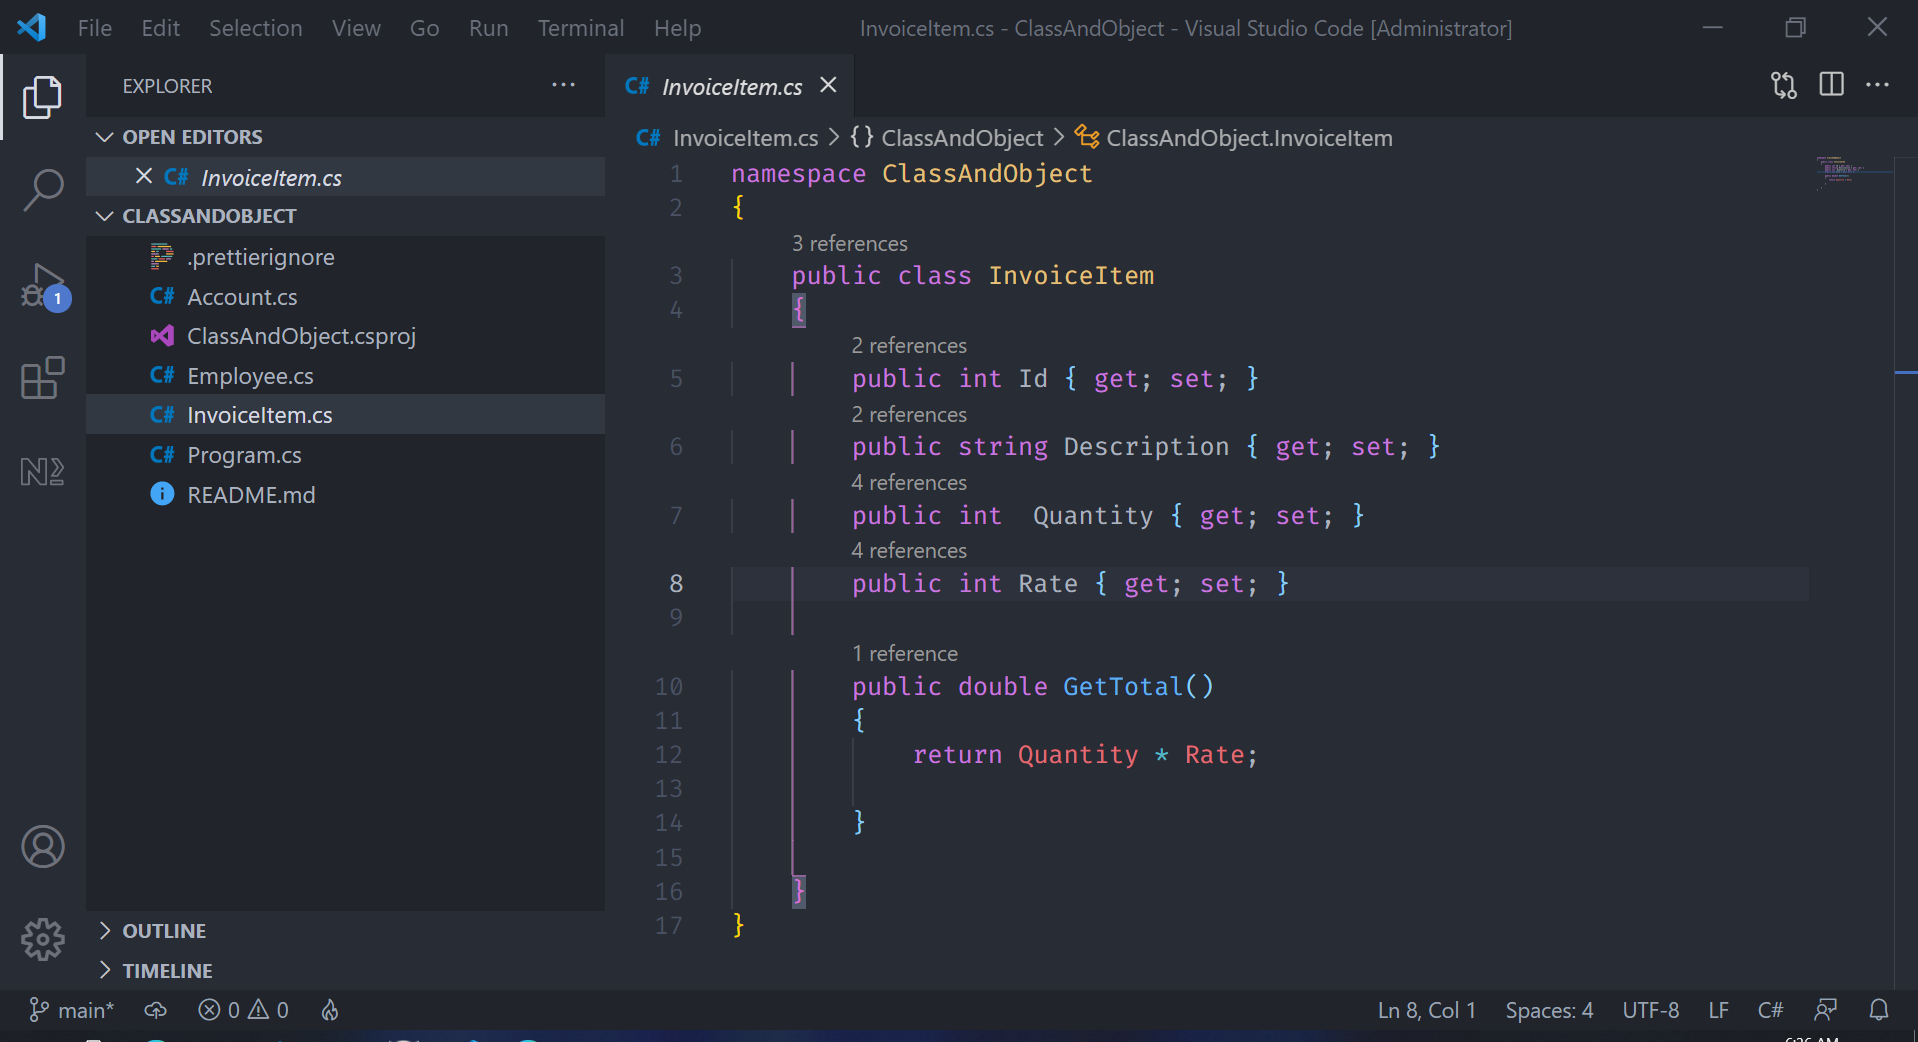 File Edit Selection View Go Run Terminal Help InvoiceItem.cs - ClassAndObject - Visual Studio Code [Administrator]
EXPLORER ...
OPEN EDITORS
C# InvoiceItem.cs
CLASSANDOBJECT
.prettierignore
C# Account.cs
ClassAndObject.csproj
C# Employee.cs
C# InvoiceItem.cs
C# Program.cs
README.md
OUTLINE
TIMELINE
1
C# InvoiceItem.cs
C# InvoiceItem.cs > {} ClassAndObject > ClassAndObject.InvoiceItem
1 namespace ClassAndObject
2 {
3 references
3 public class InvoiceItem
4 {
2 references
5 public int Id { get; set; }
2 references
6 public string Description { get; set; }
4 references
7 public int  Quantity { get; set; }
4 references
8 public int Rate { get; set; }
9
1 reference
10 public double GetTotal()
11 {
12 return Quantity * Rate;
13
14 }
15
16 }
17 }
main* 0 0 Ln 8, Col 1 Spaces: 4 UTF-8 LF C#